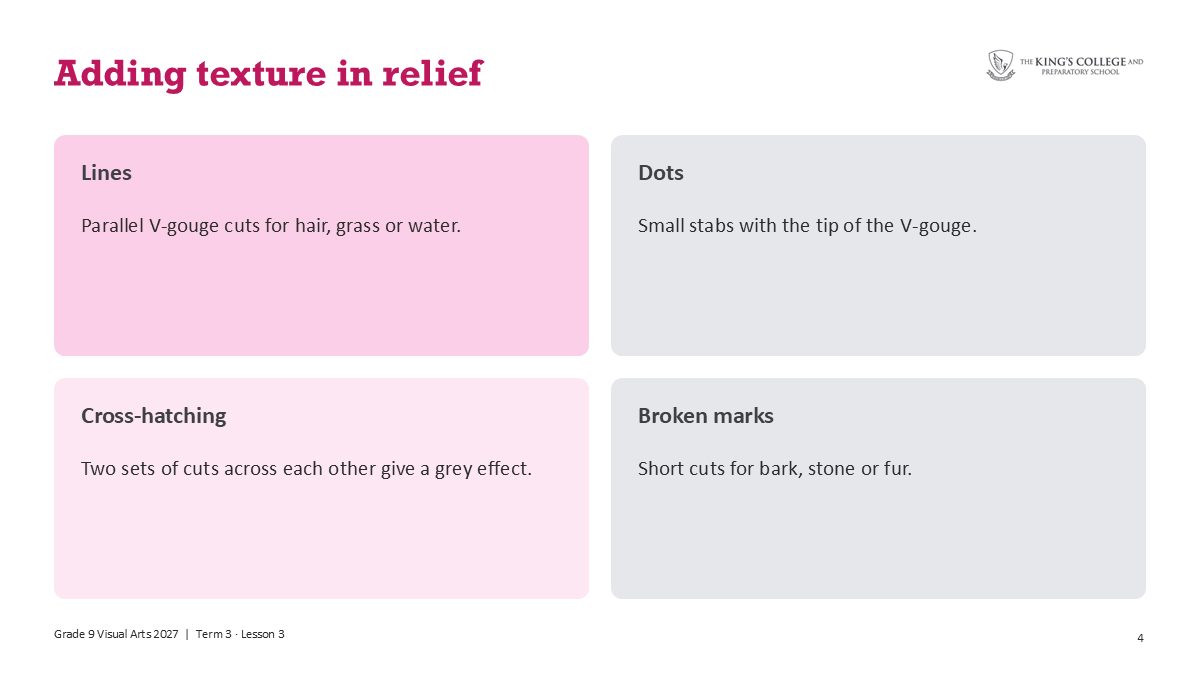 Adding texture in relief
THE KING'S COLLEGE AND
PREPARATORY SCHOOL
Lines
Parallel V-gouge cuts for hair, grass or water.
Dots
Small stabs with the tip of the V-gouge.
Cross-hatching
Two sets of cuts across each other give a grey effect.
Broken marks
Short cuts for bark, stone or fur.
Grade 9 Visual Arts 2027 | Term 3 · Lesson 3
4